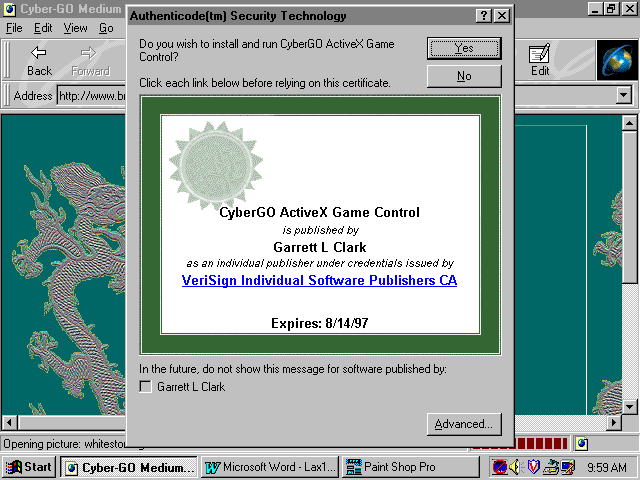 Cyber-GO Medium
Authenticode(tm) Security Technology
File Edit View Go
Do you wish to install and run CyberGO ActiveX Game
Control?
Yes
No
Back Forward
Edit
Click each link below before relying on this certificate.
Address http://www.br
CyberGO ActiveX Game Control
is published by
Garrett L Clark
as an individual publisher under credentials issued by
VeriSign Individual Software Publishers CA
Expires: 8/14/97
In the future, do not show this message for software published by:
Garrett L Clark
Advanced...
Opening picture: whitestone
Start Cyber-GO Medium... Microsoft Word - Lax1... Paint Shop Pro 9:59 AM